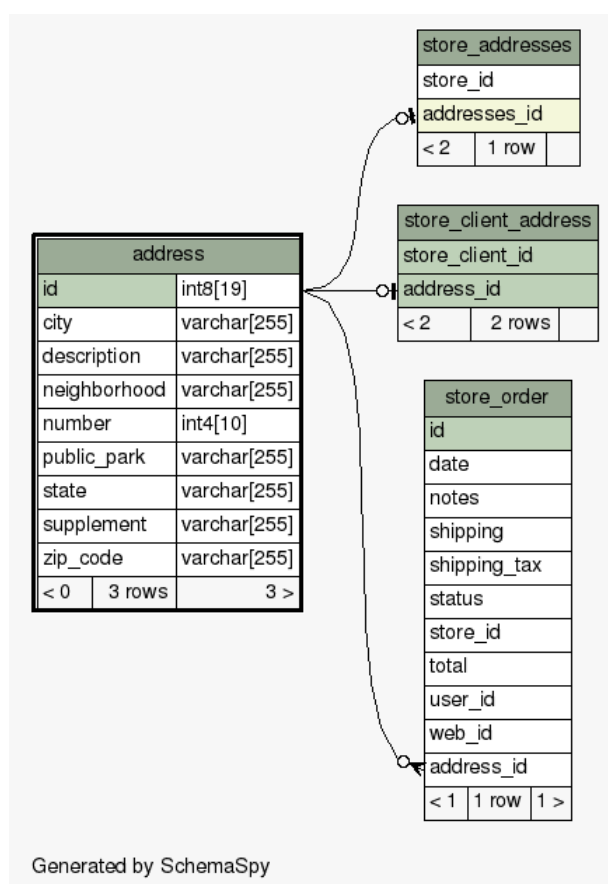 store_addresses
store_id
addresses_id
< 2 1 row
store_client_address
store_client_id
address_id
< 2 2 rows
address
id int8[19]
city varchar[255]
description varchar[255]
neighborhood varchar[255]
number int4[10]
public_park varchar[255]
state varchar[255]
supplement varchar[255]
zip_code varchar[255]
< 0 3 rows 3 >
store_order
id
date
notes
shipping
shipping_tax
status
store_id
total
user_id
web_id
address_id
< 1 1 row 1 >
Generated by SchemaSpy